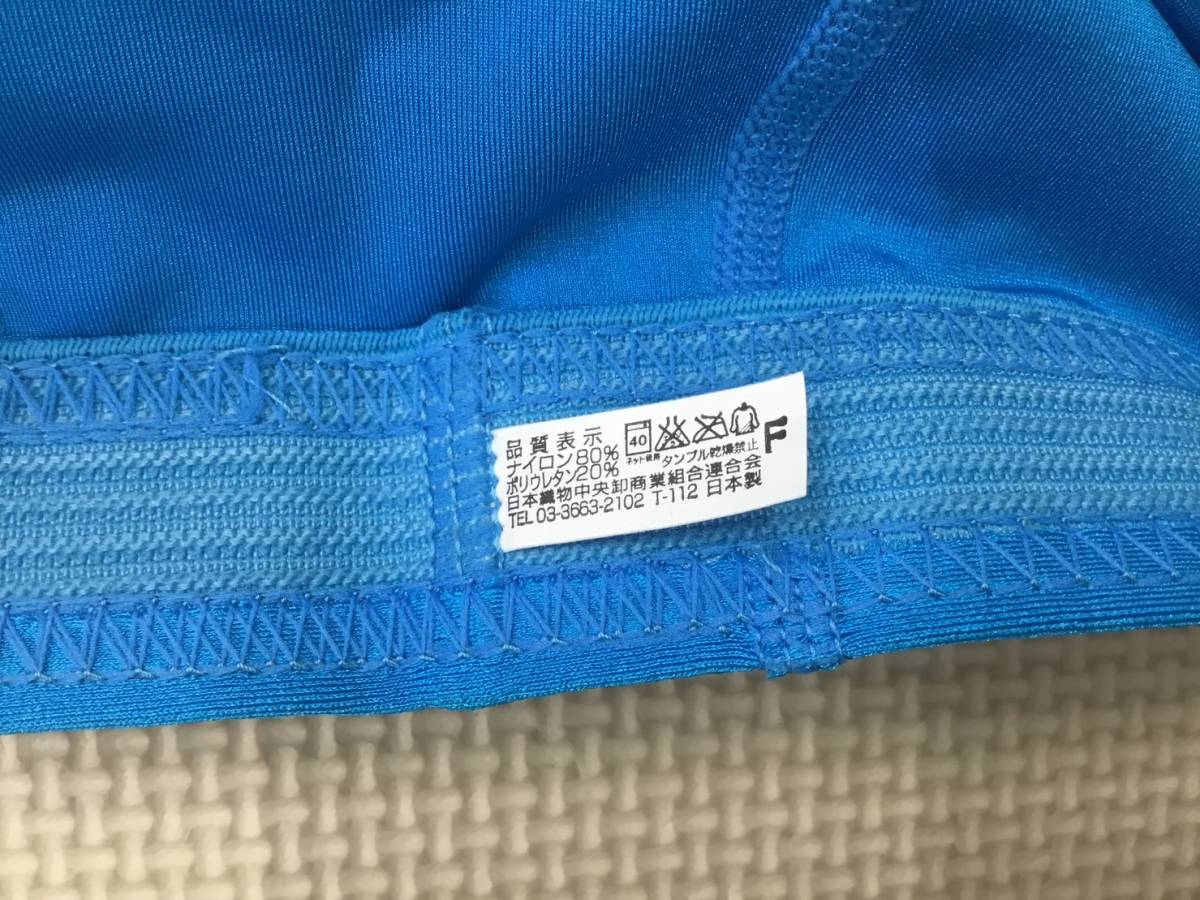 品質表示
ナイロン80%
ポリウレタン20%
40
ネット使用 タンブル乾燥禁止
F
日本織物中央卸商業組合連合会
TEL 03-3663-2102 T-112 日本製